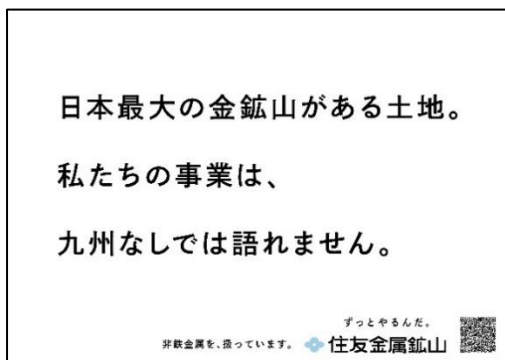 日本最大の金鉱山がある土地。
私たちの事業は、
九州なしでは語れません。
ずっとやるんだ。
非鉄金属を、扱っています。 住友金属鉱山